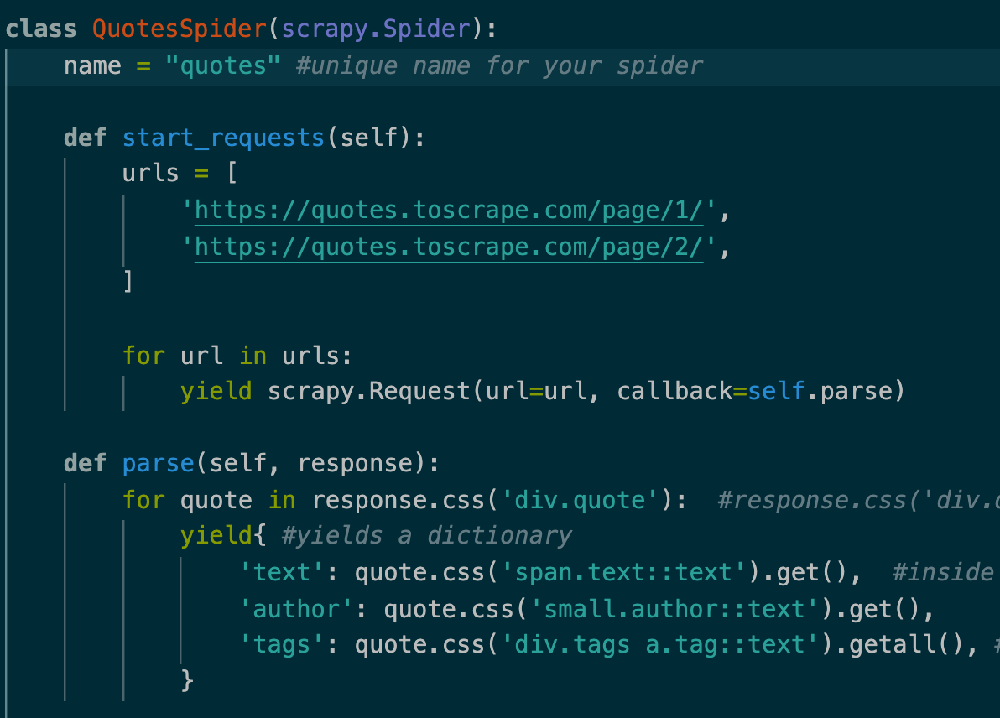 class QuotesSpider(scrapy.Spider):
    name = "quotes" #unique name for your spider

    def start_requests(self):
        urls = [
            'https://quotes.toscrape.com/page/1/',
            'https://quotes.toscrape.com/page/2/',
        ]

        for url in urls:
            yield scrapy.Request(url=url, callback=self.parse)

    def parse(self, response):
        for quote in response.css('div.quote'):  #response.css('div.
            yield{ #yields a dictionary
                'text': quote.css('span.text::text').get(),  #inside
                'author': quote.css('small.author::text').get(),
                'tags': quote.css('div.tags a.tag::text').getall(), #
            }